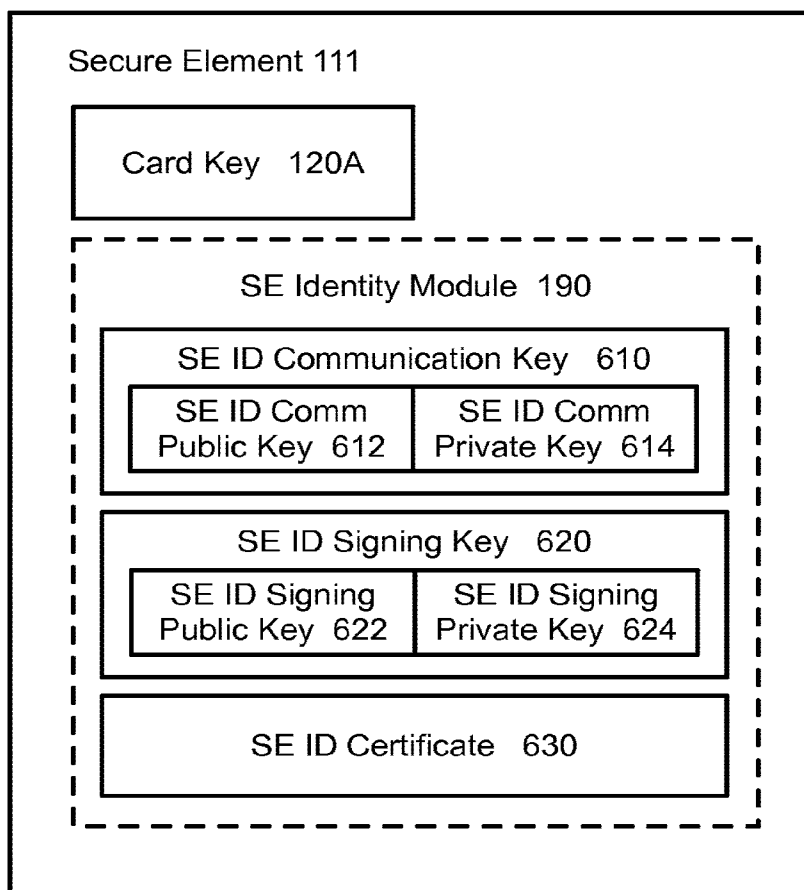 Secure Element 111
Card Key 120A
SE Identity Module 190
SE ID Communication Key 610
SE ID Comm
Public Key 612
SE ID Comm
Private Key 614
SE ID Signing Key 620
SE ID Signing
Public Key 622
SE ID Signing
Private Key 624
SE ID Certificate 630